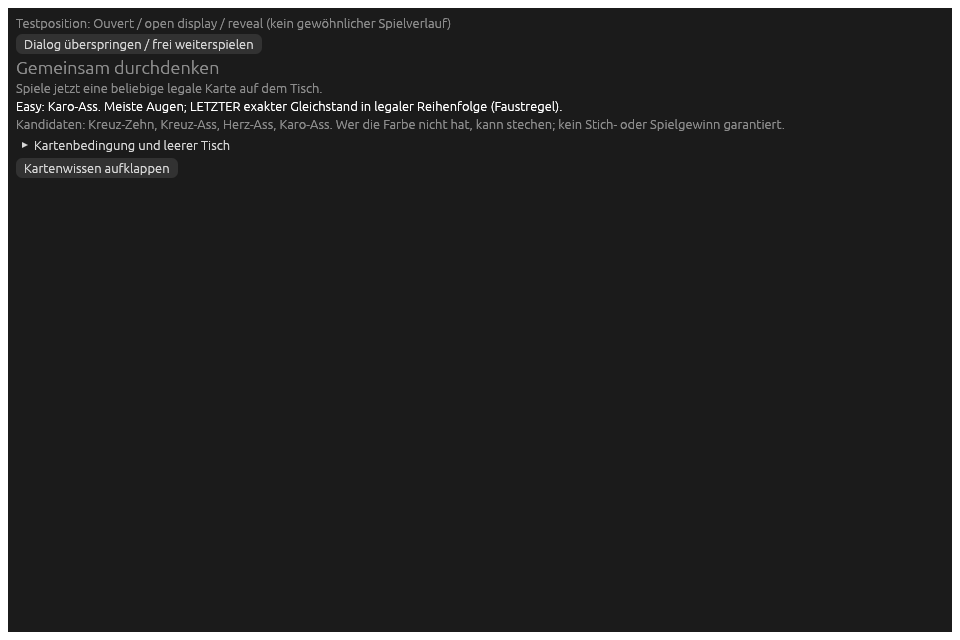 Testposition: Ouvert / open display / reveal (kein gewöhnlicher Spielverlauf)
Dialog überspringen / frei weiterspielen
Gemeinsam durchdenken
Spiele jetzt eine beliebige legale Karte auf dem Tisch.
Easy: Karo-Ass. Meiste Augen; LETZTER exakter Gleichstand in legaler Reihenfolge (Faustregel).
Kandidaten: Kreuz-Zehn, Kreuz-Ass, Herz-Ass, Karo-Ass. Wer die Farbe nicht hat, kann stechen; kein Stich- oder Spielgewinn garantiert.
Kartenbedingung und leerer Tisch
Kartenwissen aufklappen